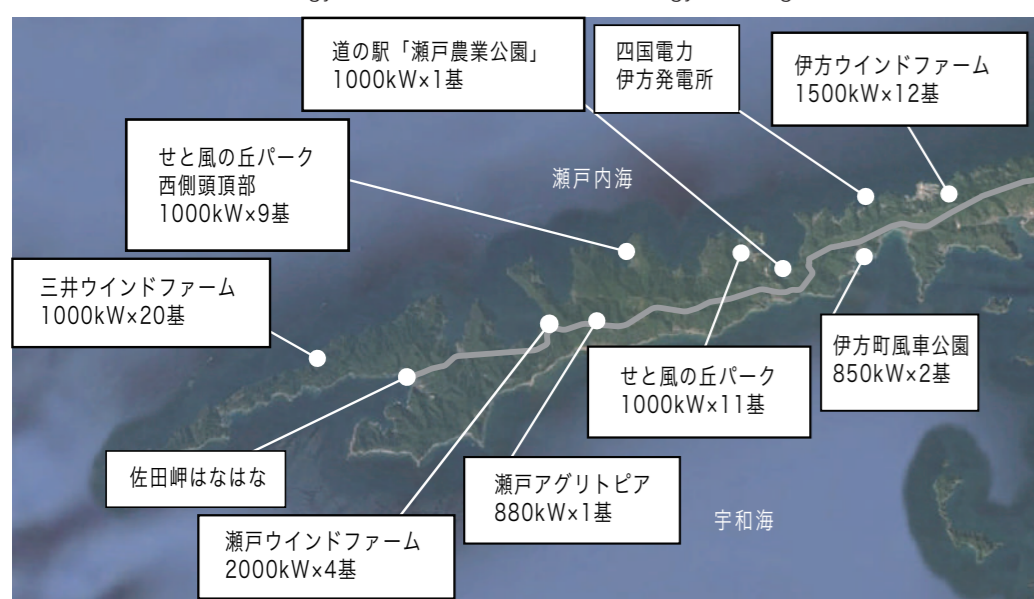 道の駅「瀬戸農業公園」
1000kW×1基
四国電力
伊方発電所
伊方ウインドファーム
1500kW×12基
せと風の丘パーク
西側頭頂部
1000kW×9基
瀬戸内海
三井ウインドファーム
1000kW×20基
伊方町風車公園
850kW×2基
せと風の丘パーク
1000kW×11基
佐田岬はなはな
瀬戸アグリトピア
880kW×1基
宇和海
瀬戸ウインドファーム
2000kW×4基